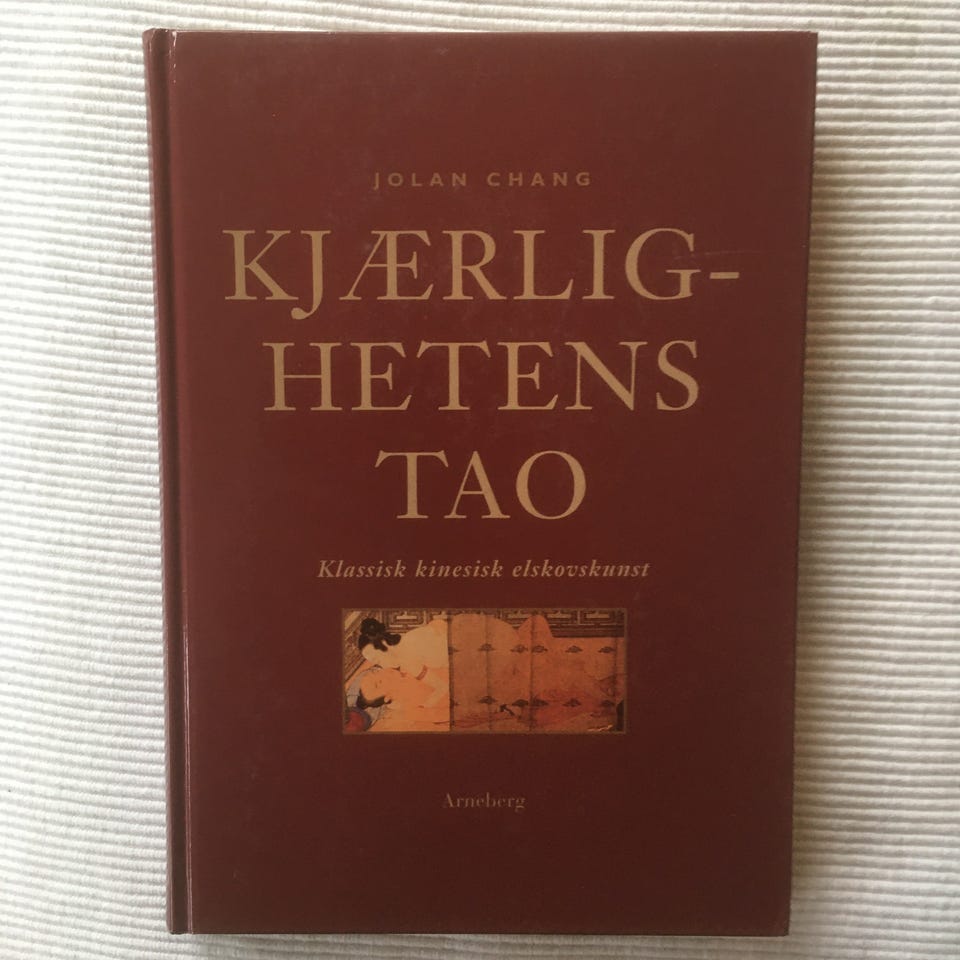 JOLAN CHANG
KJÆRLIG-
HETENS
TAO
Klassisk kinesisk elskovskunst
Arneberg